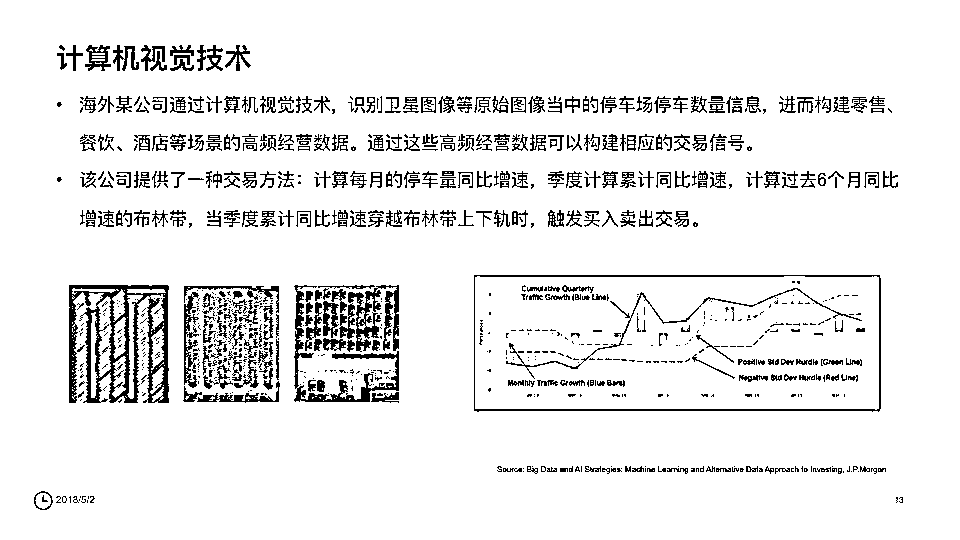 计算机视觉技术
• 海外某公司通过计算机视觉技术，识别卫星图像等原始图像当中的停车场停车数量信息，进而构建零售、
餐饮、酒店等场景的高频经营数据。通过这些高频经营数据可以构建相应的交易信号。
• 该公司提供了一种交易方法：计算每月的停车量同比增速，季度计算累计同比增速，计算过去6个月同比
增速的布林带，当季度累计同比增速穿越布林带上下轨时，触发买入卖出交易。
Cumulative Quarterly
Traffic Growth (Blue Line)
Positive Std Dev Hurdle (Green Line)
Negative Std Dev Hurdle (Red Line)
Monthly Traffic Growth (Blue Bars)
Source: Big Data and AI Strategies: Machine Learning and Alternative Data Approach to Investing, J.P.Morgan
2018/5/2
13